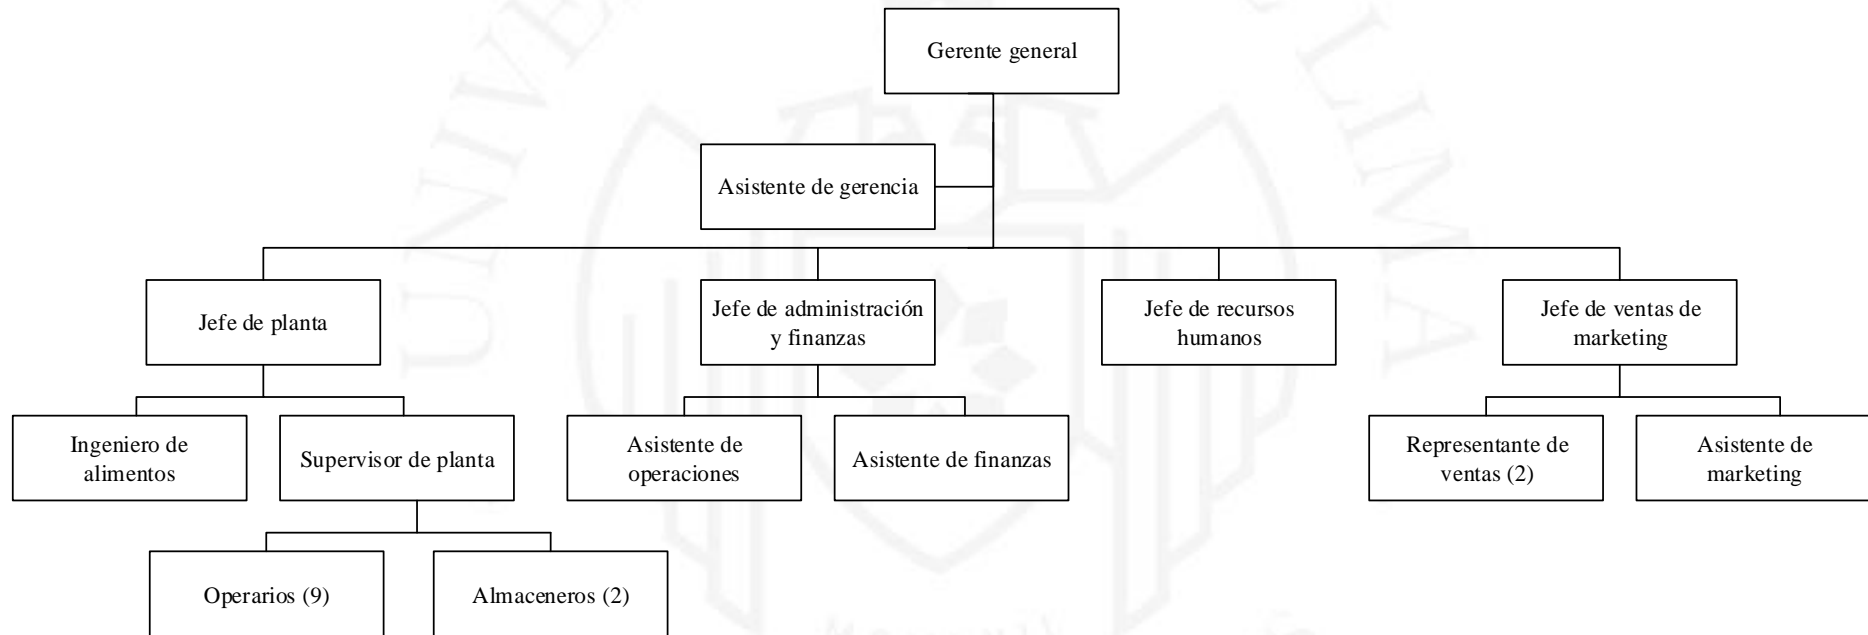 UNIVE
E LIMA
Gerente general
Asistente de gerencia
Jefe de planta
Jefe de administración
y finanzas
Jefe de recursos
humanos
Jefe de ventas de
marketing
Ingeniero de
alimentos
Supervisor de planta
Asistente de
operaciones
Asistente de finanzas
Representante de
ventas (2)
Asistente de
marketing
Operarios (9)
Almaceneros (2)